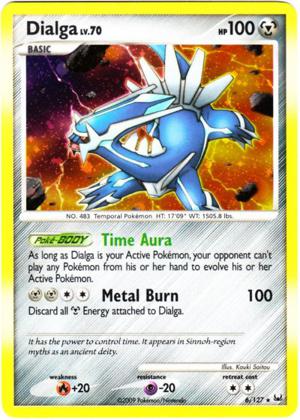 Dialga LV.70 HP 100
BASIC
NO. 483 Temporal Pokémon HT: 17'09" WT: 1505.8 lbs.
Poké-BODY Time Aura
As long as Dialga is your Active Pokémon, your opponent can't
play any Pokémon from his or her hand to evolve his or her
Active Pokémon.
Metal Burn 100
Discard all Energy attached to Dialga.
It has the power to control time. It appears in Sinnoh-region
myths as an ancient deity.
Illus. Kouki Saitou
weakness resistance retreat cost
+20 -20
©2009 Pokémon/Nintendo 6/127